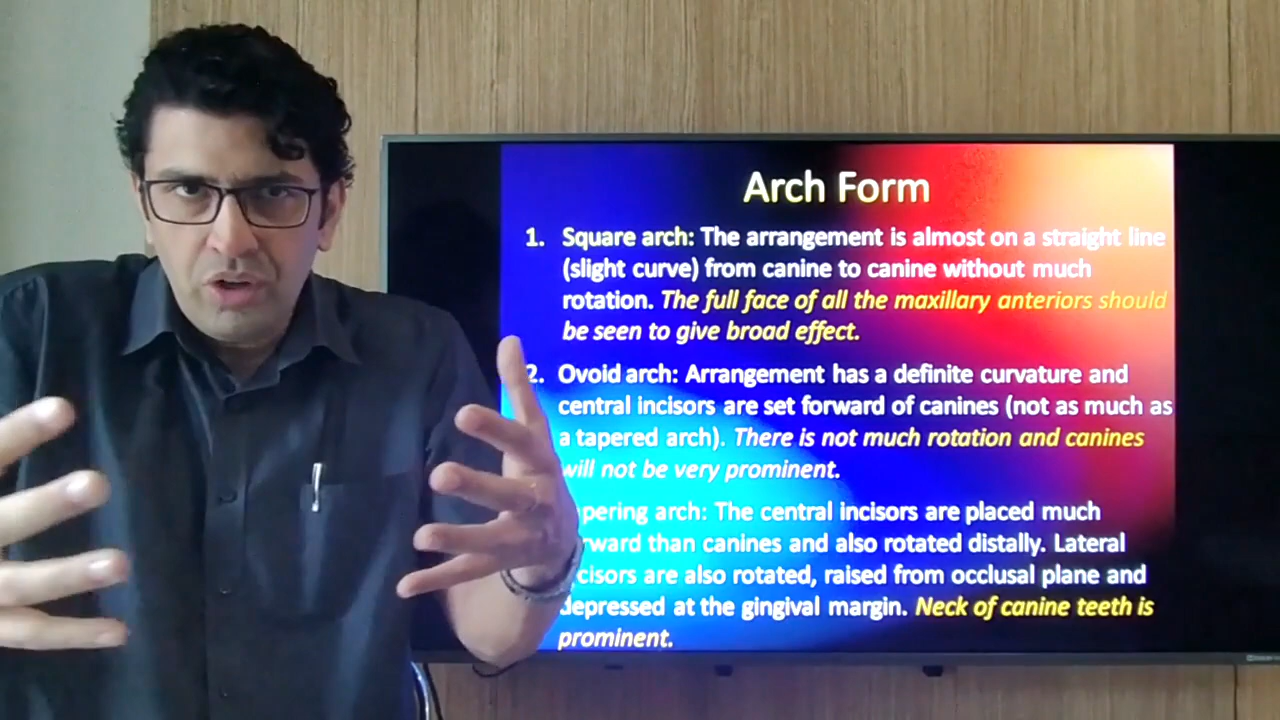 Arch Form
1. Square arch: The arrangement is almost on a straight line
(slight curve) from canine to canine without much
rotation. The full face of all the maxillary anteriors should
be seen to give broad effect.
2. Ovoid arch: Arrangement has a definite curvature and
central incisors are set forward of canines (not as much as
a tapered arch). There is not much rotation and canines
will not be very prominent.
pering arch: The central incisors are placed much
rward than canines and also rotated distally. Lateral
cisors are also rotated, raised from occlusal plane and
depressed at the gingival margin. Neck of canine teeth is
prominent.